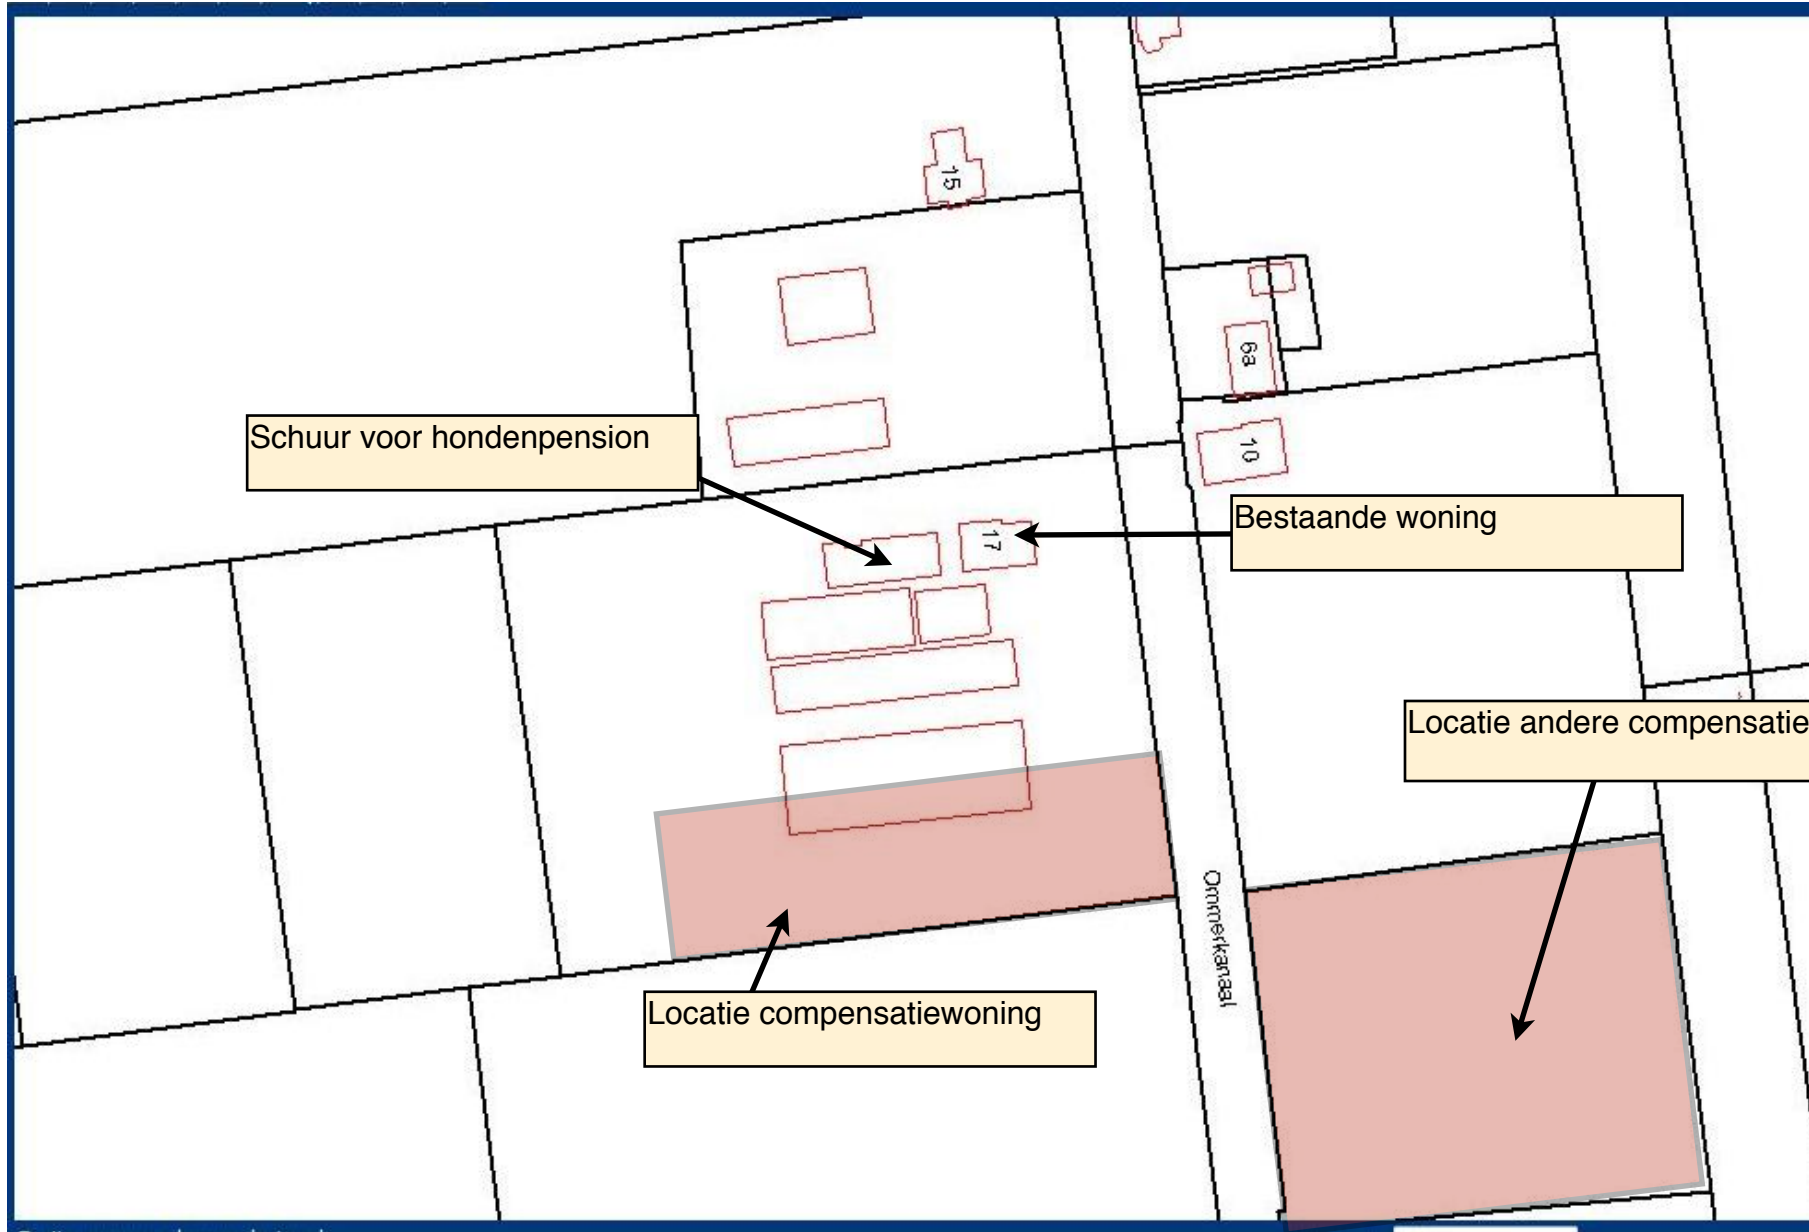 15
6a
Schuur voor hondenpension
10
Bestaande woning
17
Locatie andere compensatie
Ommerkanaal
Locatie compensatiewoning